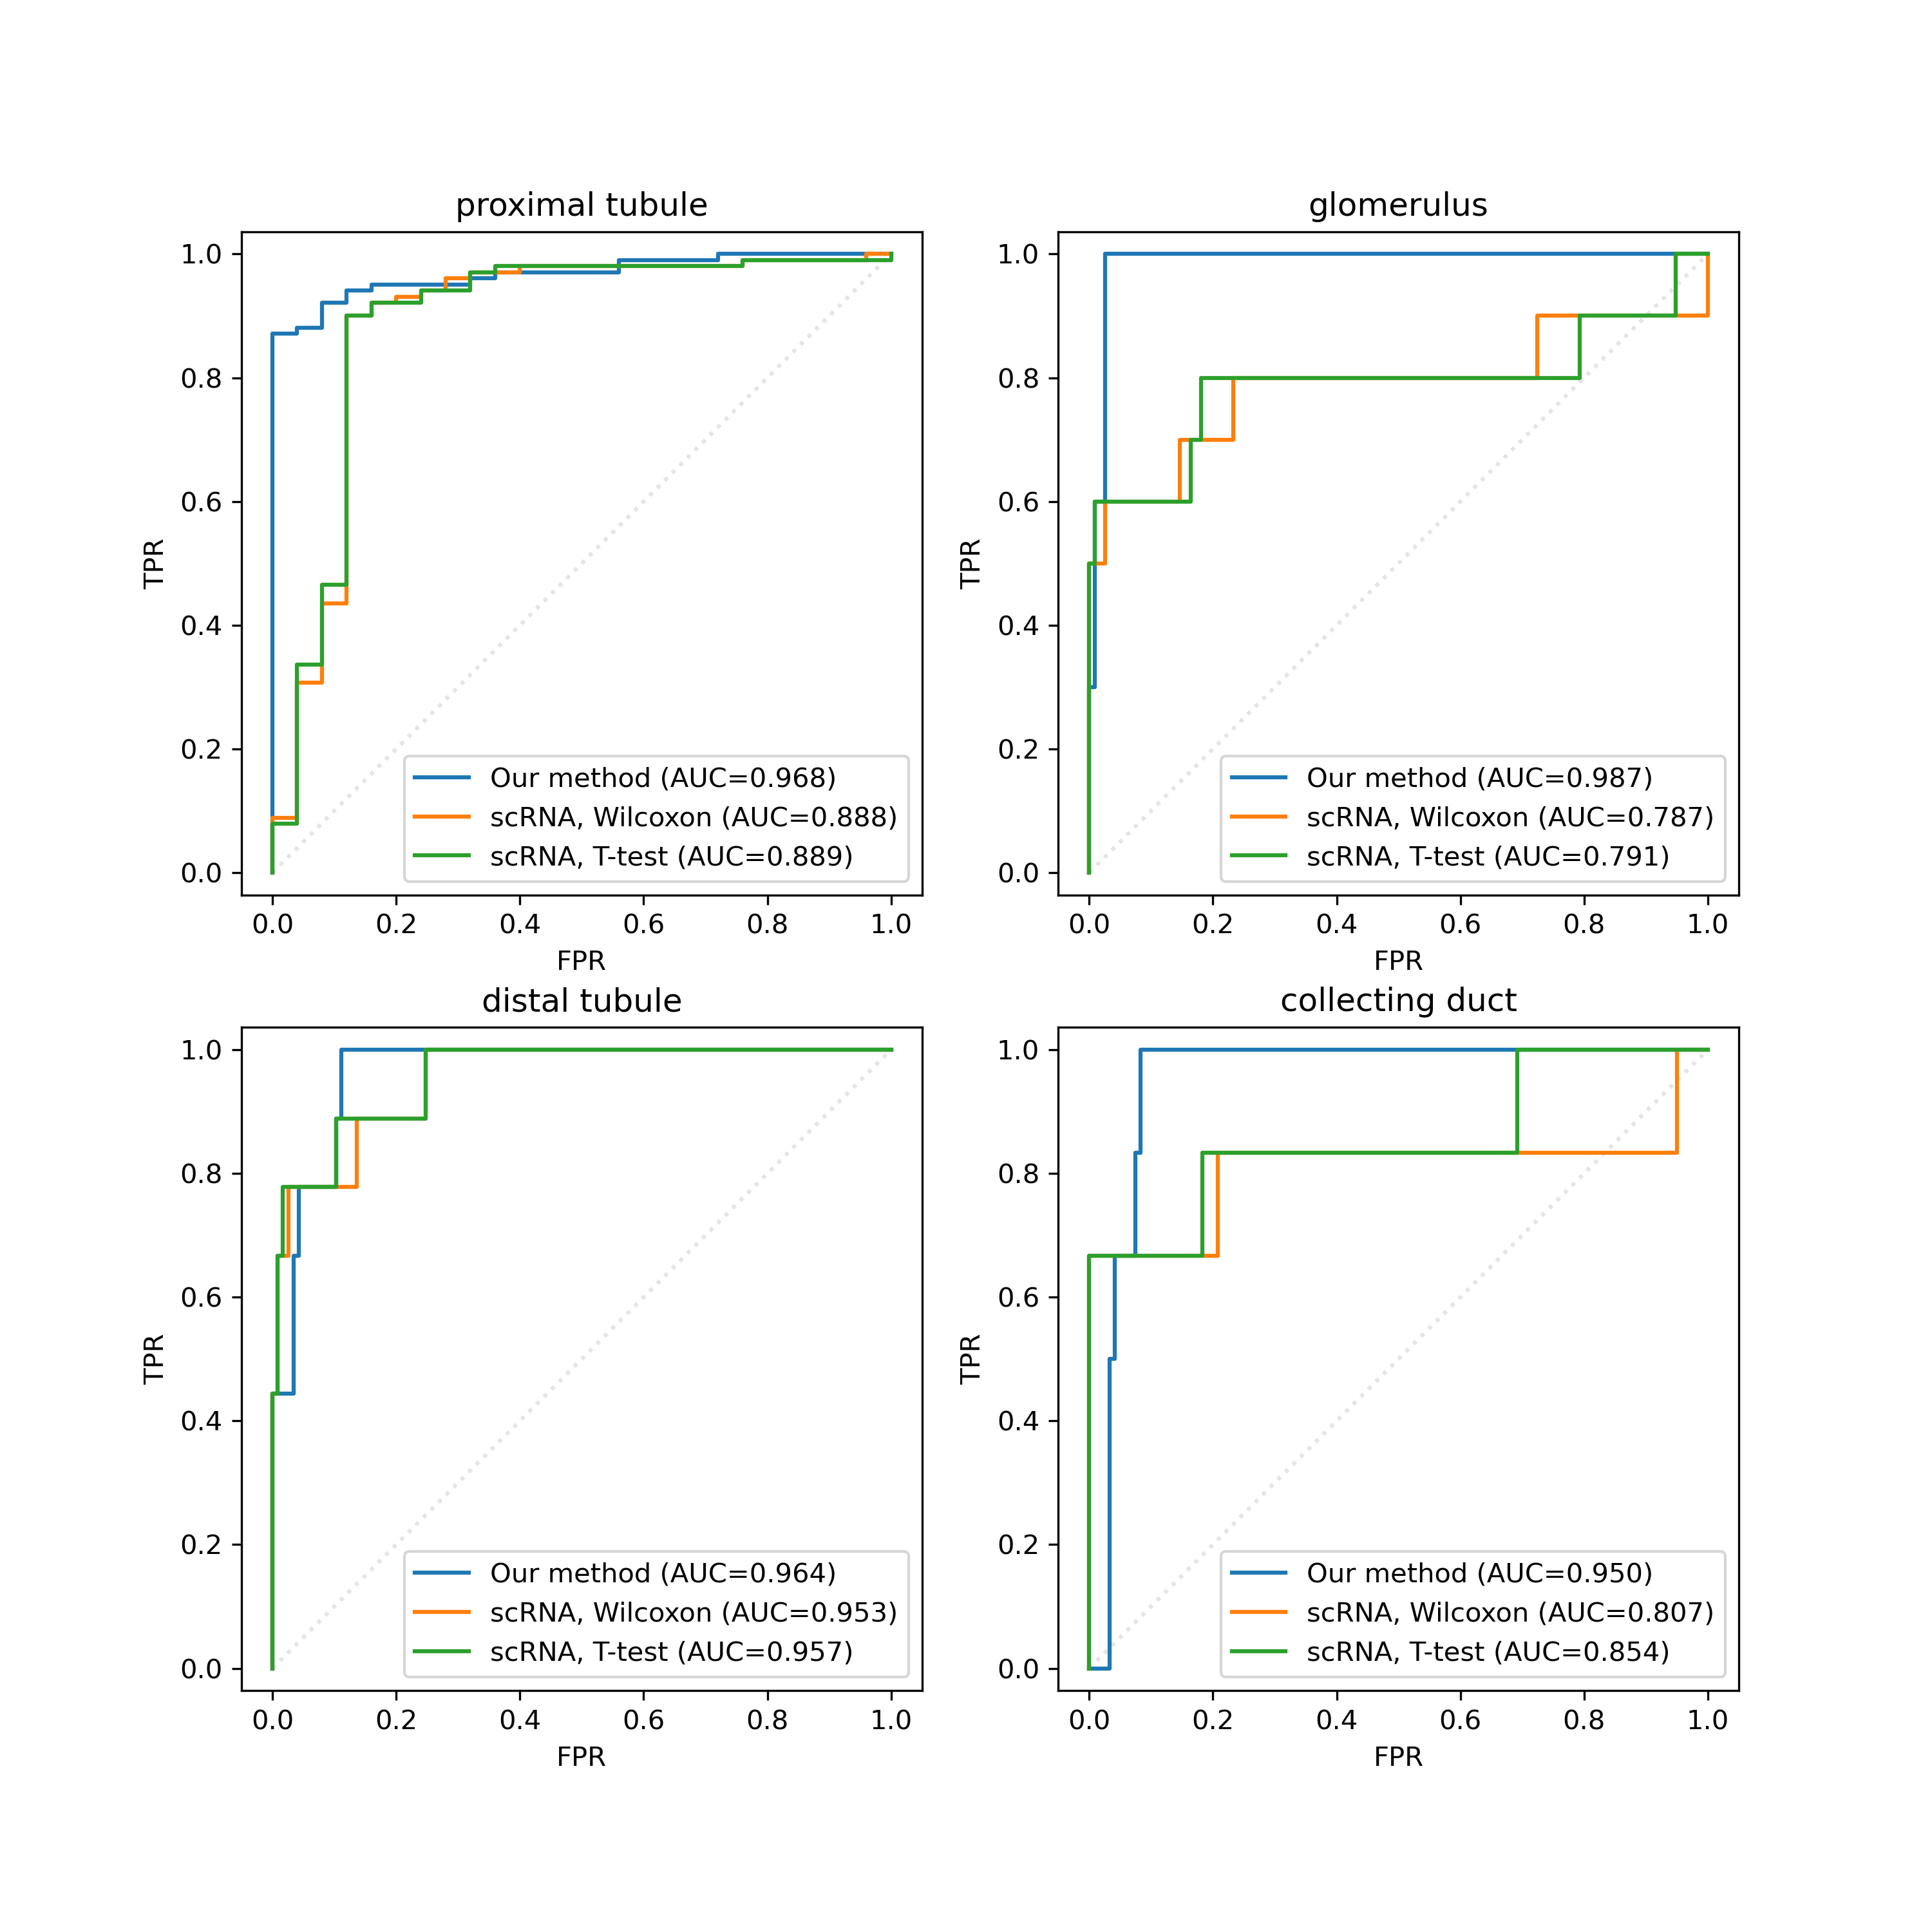 proximal tubule
1.0
0.8
0.6
0.4
0.2
0.0
TPR
Our method (AUC=0.968)
scRNA, Wilcoxon (AUC=0.888)
scRNA, T-test (AUC=0.889)
0.0 0.2 0.4 0.6 0.8 1.0
FPR
glomerulus
1.0
0.8
0.6
0.4
0.2
0.0
TPR
Our method (AUC=0.987)
scRNA, Wilcoxon (AUC=0.787)
scRNA, T-test (AUC=0.791)
0.0 0.2 0.4 0.6 0.8 1.0
FPR
distal tubule
1.0
0.8
0.6
0.4
0.2
0.0
TPR
Our method (AUC=0.964)
scRNA, Wilcoxon (AUC=0.953)
scRNA, T-test (AUC=0.957)
0.0 0.2 0.4 0.6 0.8 1.0
FPR
collecting duct
1.0
0.8
0.6
0.4
0.2
0.0
TPR
Our method (AUC=0.950)
scRNA, Wilcoxon (AUC=0.807)
scRNA, T-test (AUC=0.854)
0.0 0.2 0.4 0.6 0.8 1.0
FPR